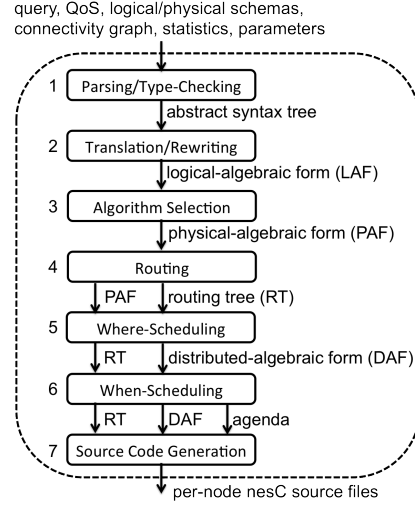 query, QoS, logical/physical schemas,
connectivity graph, statistics, parameters
1 Parsing/Type-Checking
abstract syntax tree
2 Translation/Rewriting
logical-algebraic form (LAF)
3 Algorithm Selection
physical-algebraic form (PAF)
4 Routing
PAF routing tree (RT)
5 Where-Scheduling
RT distributed-algebraic form (DAF)
6 When-Scheduling
RT DAF agenda
7 Source Code Generation
per-node nesC source files